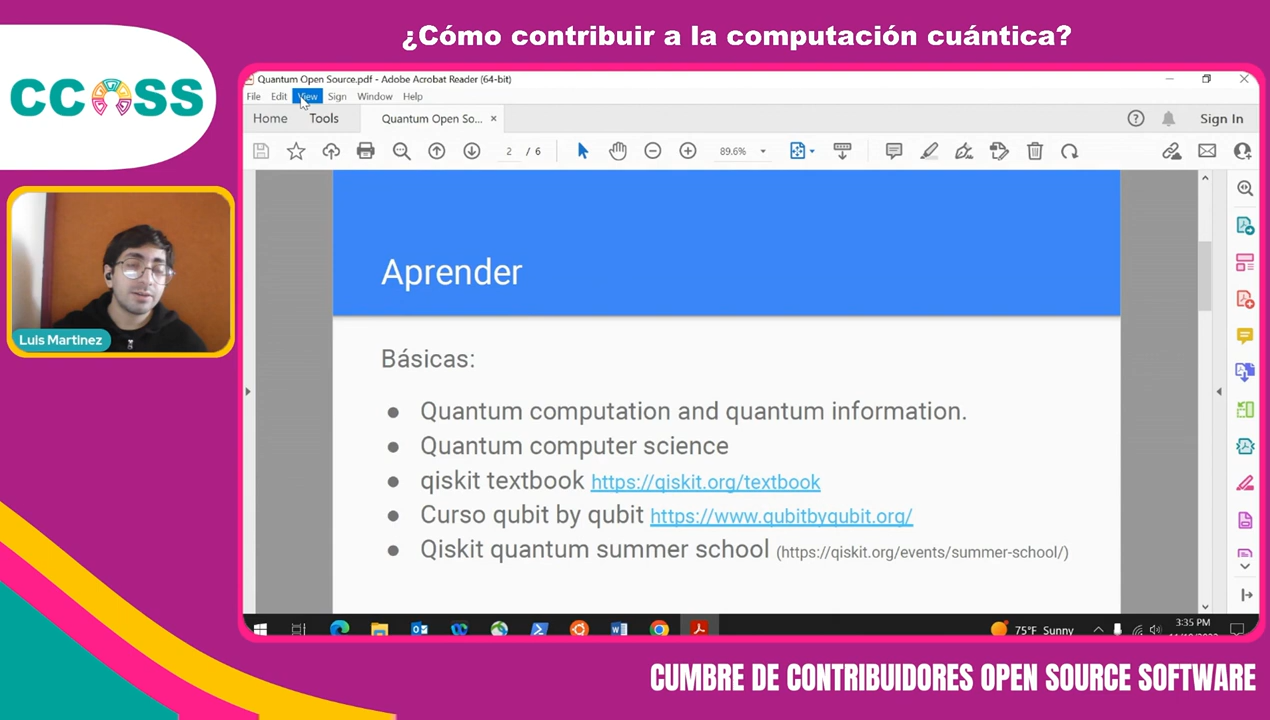 ¿Cómo contribuir a la computación cuántica?
CCOSS
Quantum Open Source.pdf - Adobe Acrobat Reader (64-bit)
File Edit View Sign Window Help
Home Tools Quantum Open So... × Sign In
2 / 6 89.6%
Aprender
Básicas:
● Quantum computation and quantum information.
● Quantum computer science
● qiskit textbook https://qiskit.org/textbook
● Curso qubit by qubit https://www.qubitbyqubit.org/
● Qiskit quantum summer school (https://qiskit.org/events/summer-school/)
Luis Martinez
75°F Sunny
3:35 PM
CUMBRE DE CONTRIBUIDORES OPEN SOURCE SOFTWARE